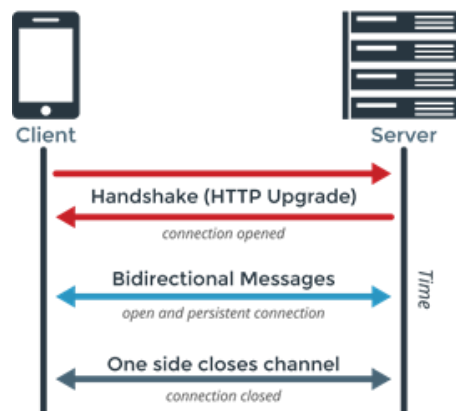 Client
Server
Handshake (HTTP Upgrade)
connection opened
Bidirectional Messages
open and persistent connection
Time
One side closes channel
connection closed